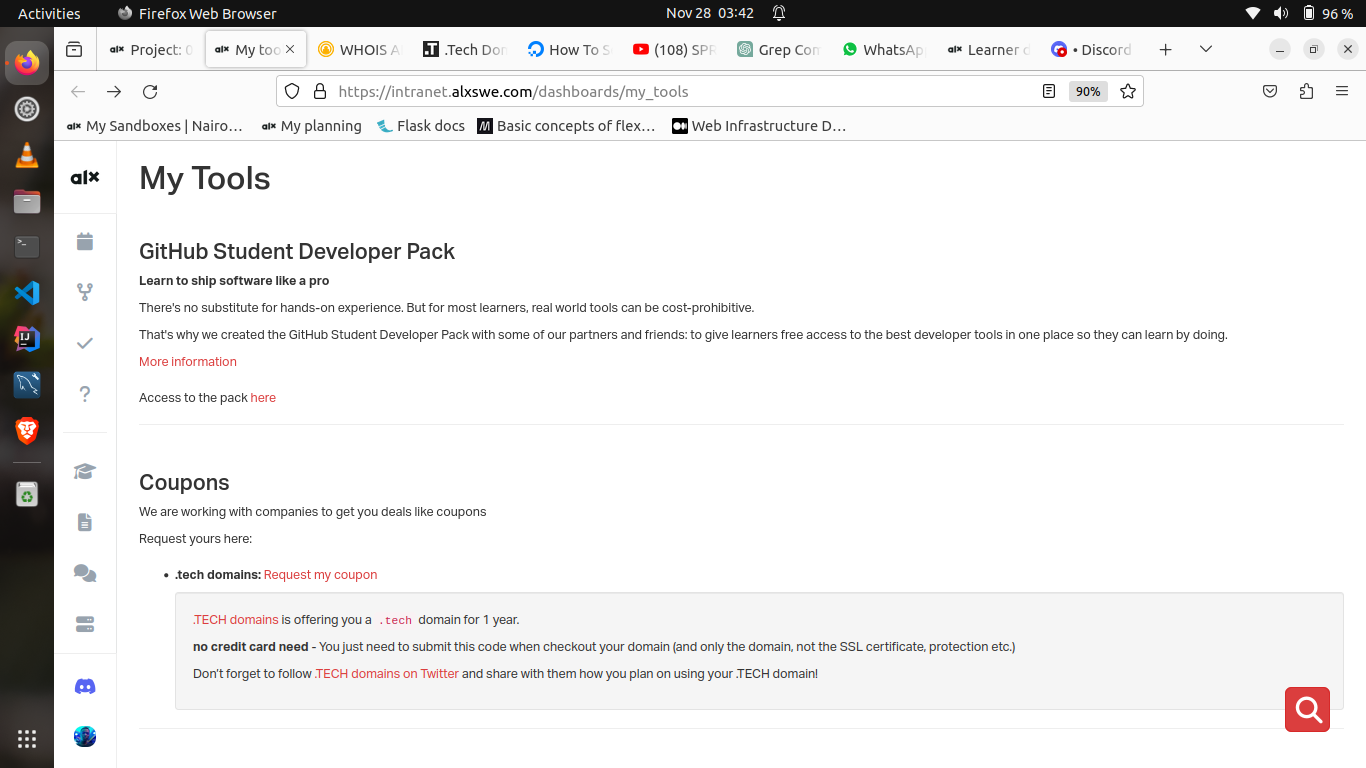 Activities Firefox Web Browser Nov 28 03:42 96 %
alx Project: 0 alx My too WHOIS A .T .Tech Dor How To S (108) SPR Grep Com WhatsAp alx Learner d • Discord
https://intranet.alxswe.com/dashboards/my_tools 90%
alx My Sandboxes | Nairo… alx My planning Flask docs M Basic concepts of flex… Web Infrastructure D…
alx
My Tools
GitHub Student Developer Pack
Learn to ship software like a pro
There's no substitute for hands-on experience. But for most learners, real world tools can be cost-prohibitive.
That's why we created the GitHub Student Developer Pack with some of our partners and friends: to give learners free access to the best developer tools in one place so they can learn by doing.
More information
Access to the pack here
Coupons
We are working with companies to get you deals like coupons
Request yours here:
• .tech domains: Request my coupon
.TECH domains is offering you a .tech domain for 1 year.
no credit card need - You just need to submit this code when checkout your domain (and only the domain, not the SSL certificate, protection etc.)
Don't forget to follow .TECH domains on Twitter and share with them how you plan on using your .TECH domain!